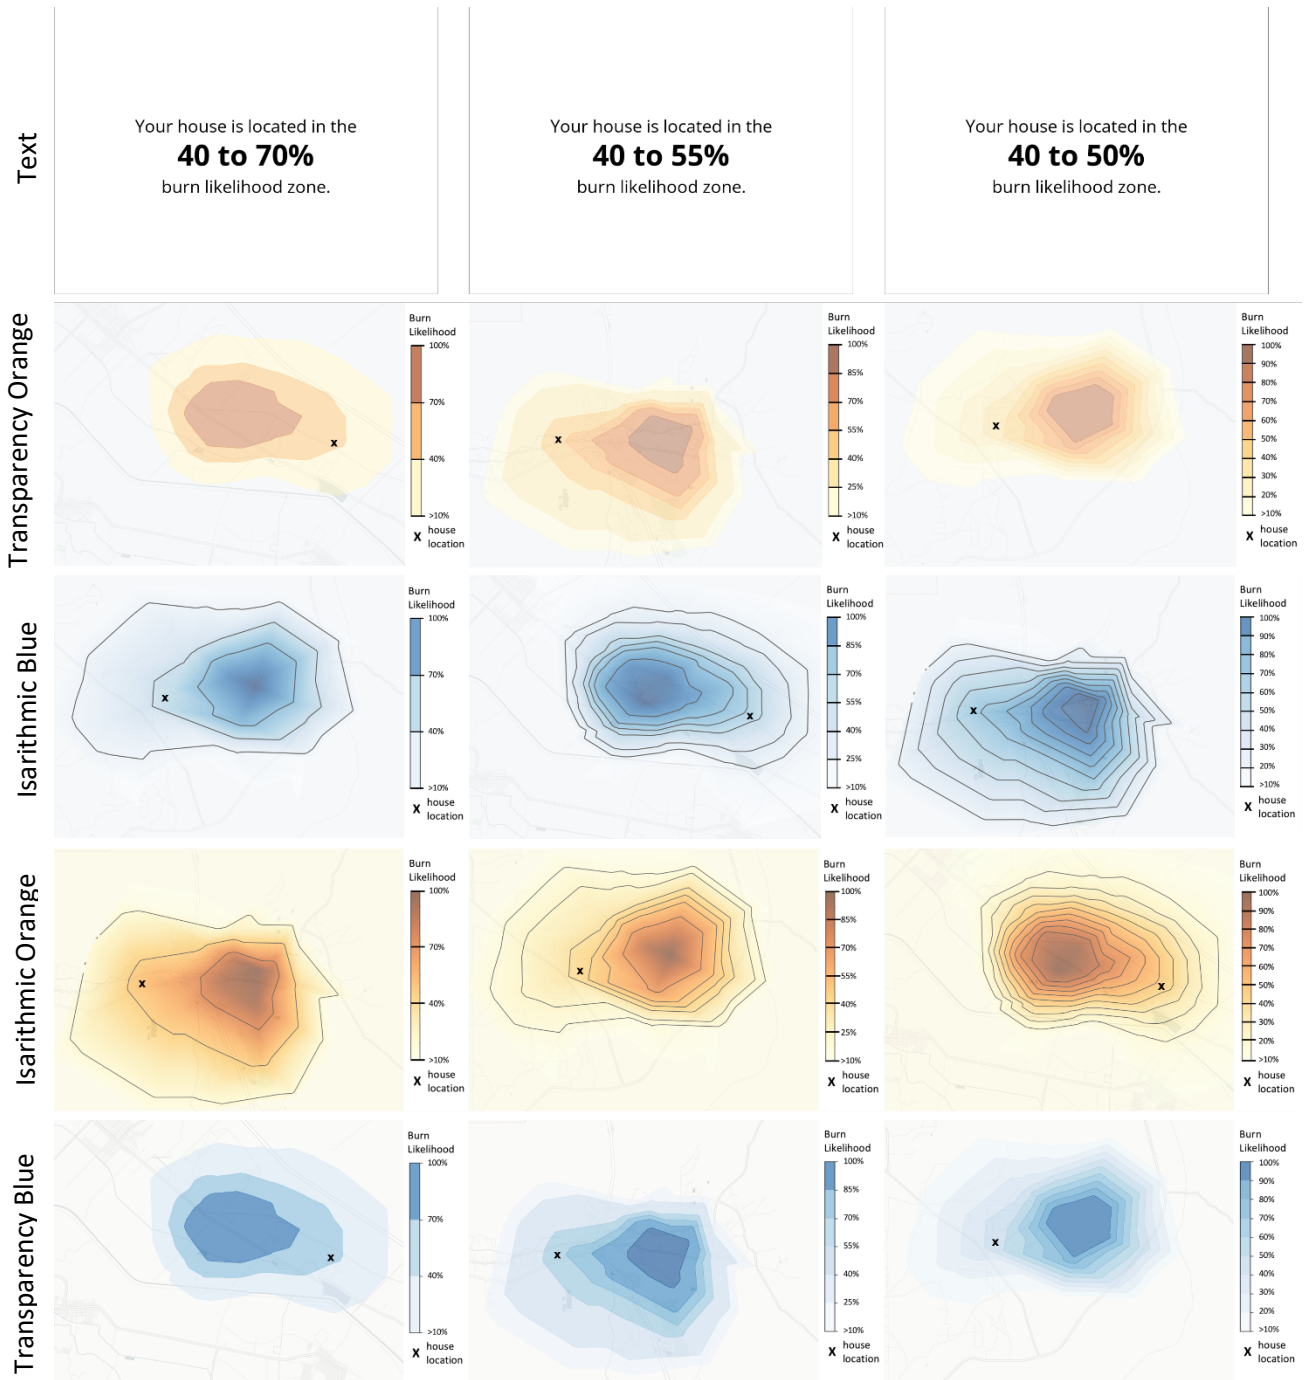 Text
Your house is located in the
40 to 70%
burn likelihood zone.
Your house is located in the
40 to 55%
burn likelihood zone.
Your house is located in the
40 to 50%
burn likelihood zone.
Transparency Orange
Burn
Likelihood
100%
70%
40%
>10%
X house
location
Burn
Likelihood
100%
85%
70%
55%
40%
25%
>10%
X house
location
Burn
Likelihood
100%
90%
80%
70%
60%
50%
40%
30%
20%
>10%
X house
location
x
x
x
Isarithmic Blue
Burn
Likelihood
100%
70%
40%
>10%
X house
location
Burn
Likelihood
100%
85%
70%
55%
40%
25%
>10%
X house
location
Burn
Likelihood
100%
90%
80%
70%
60%
50%
40%
30%
20%
>10%
X house
location
x
x
x
Isarithmic Orange
Burn
Likelihood
100%
70%
40%
>10%
X house
location
Burn
Likelihood
100%
85%
70%
55%
40%
25%
>10%
X house
location
Burn
Likelihood
100%
90%
80%
70%
60%
50%
40%
30%
20%
>10%
X house
location
x
x
x
Transparency Blue
Burn
Likelihood
100%
70%
40%
>10%
X house
location
Burn
Likelihood
100%
85%
70%
55%
40%
25%
>10%
X house
location
Burn
Likelihood
100%
90%
80%
70%
60%
50%
40%
30%
20%
>10%
X house
location
x
x
x